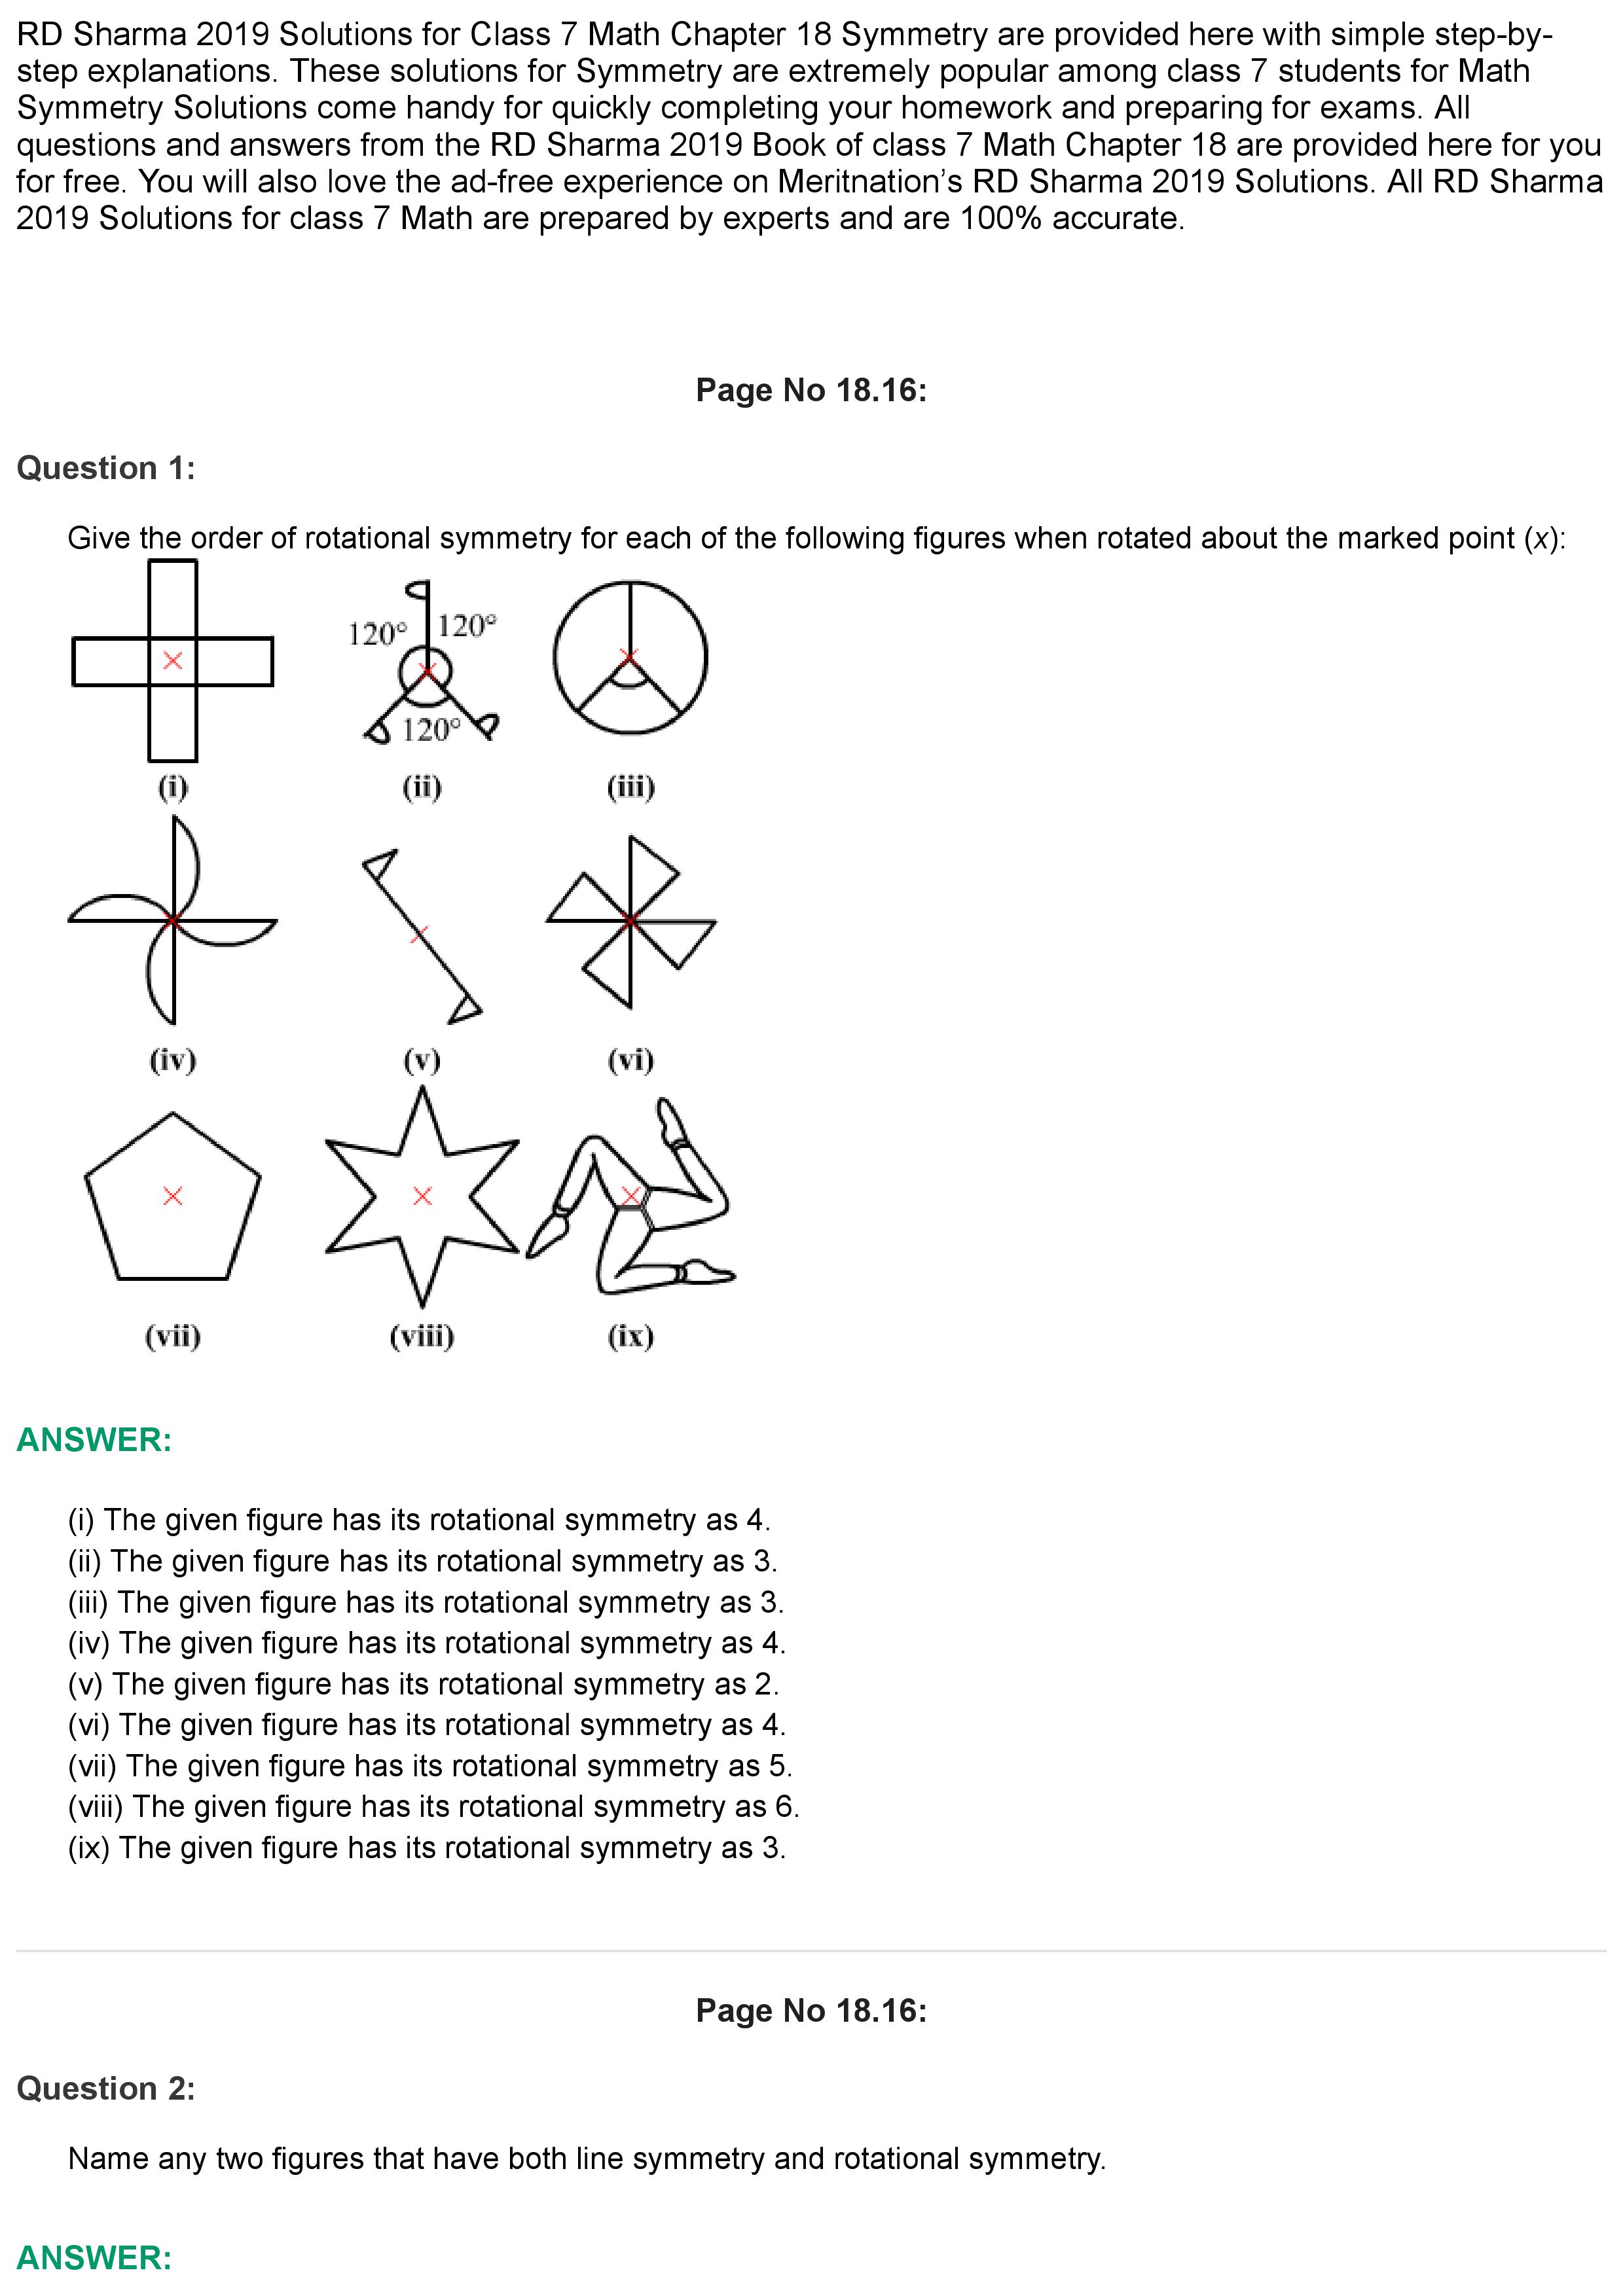 RD Sharma 2019 Solutions for Class 7 Math Chapter 18 Symmetry are provided here with simple step-by-
step explanations. These solutions for Symmetry are extremely popular among class 7 students for Math
Symmetry Solutions come handy for quickly completing your homework and preparing for exams. All
questions and answers from the RD Sharma 2019 Book of class 7 Math Chapter 18 are provided here for you
for free. You will also love the ad-free experience on Meritnation’s RD Sharma 2019 Solutions. All RD Sharma
2019 Solutions for class 7 Math are prepared by experts and are 100% accurate.
Page No 18.16:
Question 1:
Give the order of rotational symmetry for each of the following figures when rotated about the marked point (x):
120° 120°
120°
(i) (ii) (iii)
(iv) (v) (vi)
(vii) (viii) (ix)
ANSWER:
(i) The given figure has its rotational symmetry as 4.
(ii) The given figure has its rotational symmetry as 3.
(iii) The given figure has its rotational symmetry as 3.
(iv) The given figure has its rotational symmetry as 4.
(v) The given figure has its rotational symmetry as 2.
(vi) The given figure has its rotational symmetry as 4.
(vii) The given figure has its rotational symmetry as 5.
(viii) The given figure has its rotational symmetry as 6.
(ix) The given figure has its rotational symmetry as 3.
Page No 18.16:
Question 2:
Name any two figures that have both line symmetry and rotational symmetry.
ANSWER: